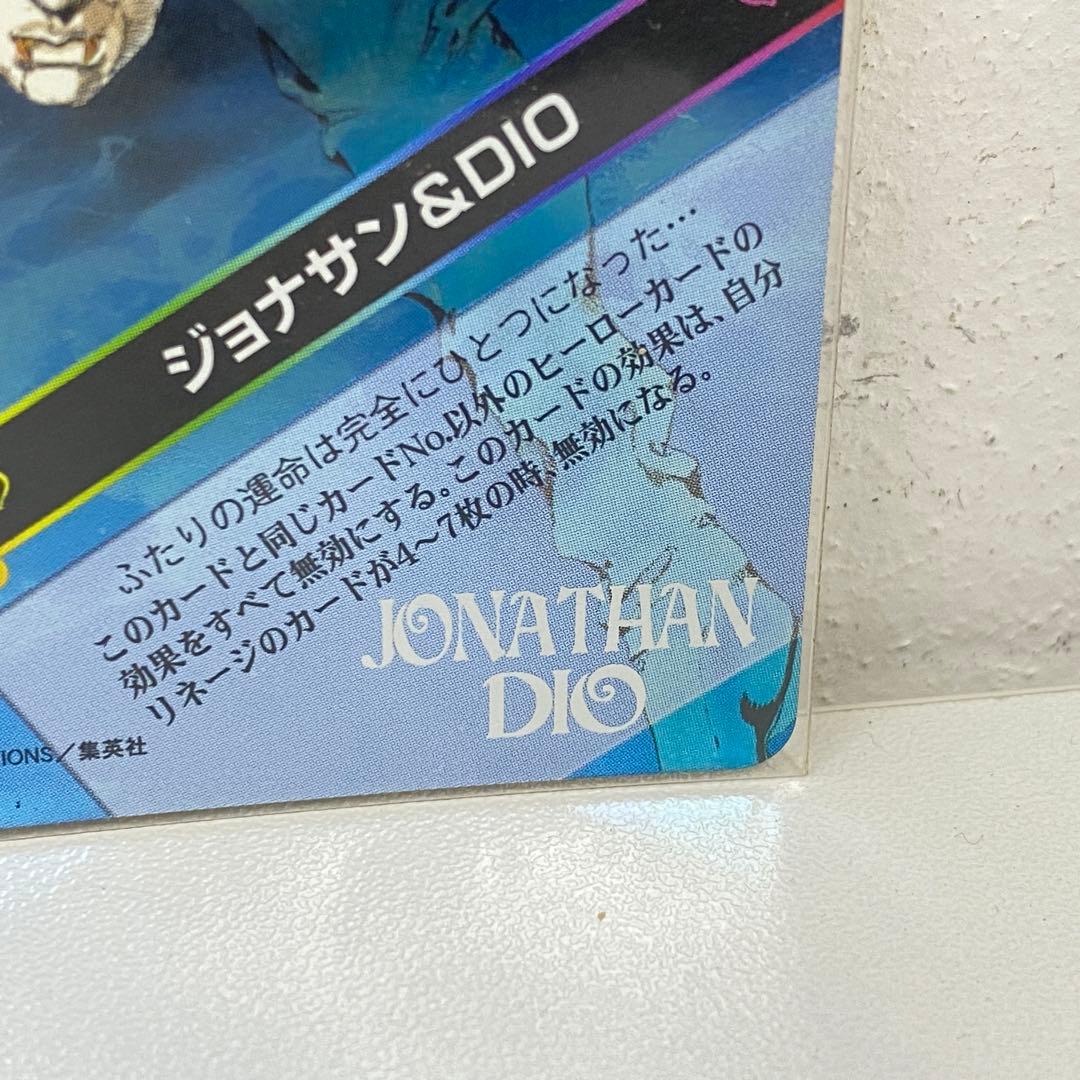 ジョナサン&DIO
ふたりの運命は完全にひとつになった…
このカードと同じカードNo.以外のヒーローカードの
効果をすべて無効にする。このカードの効果は、自分
リネージのカードが4〜7枚の時、無効になる。
JONATHAN
DIO
IONS/集英社